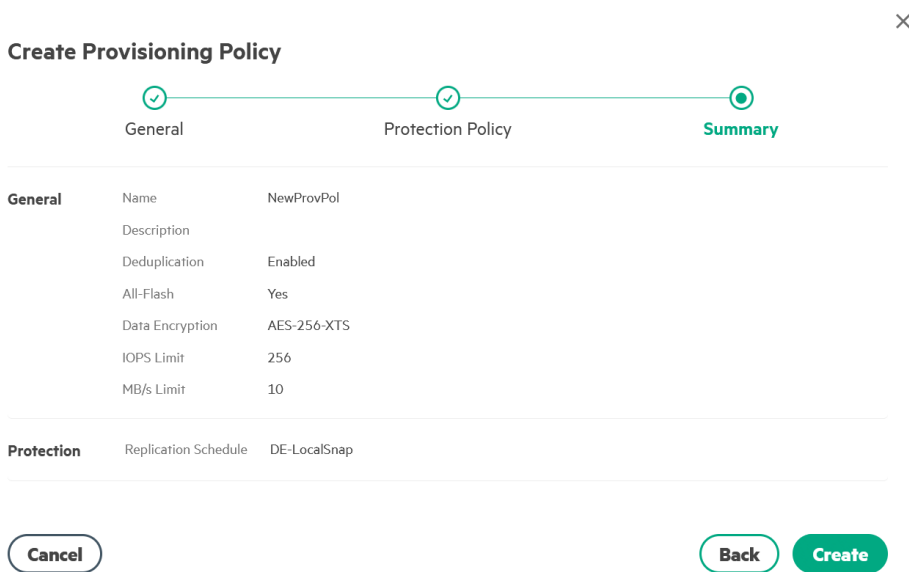 Create Provisioning Policy
General Protection Policy Summary
General Name NewProvPol
Description
Deduplication Enabled
All-Flash Yes
Data Encryption AES-256-XTS
IOPS Limit 256
MB/s Limit 10
Protection Replication Schedule DE-LocalSnap
Cancel Back Create